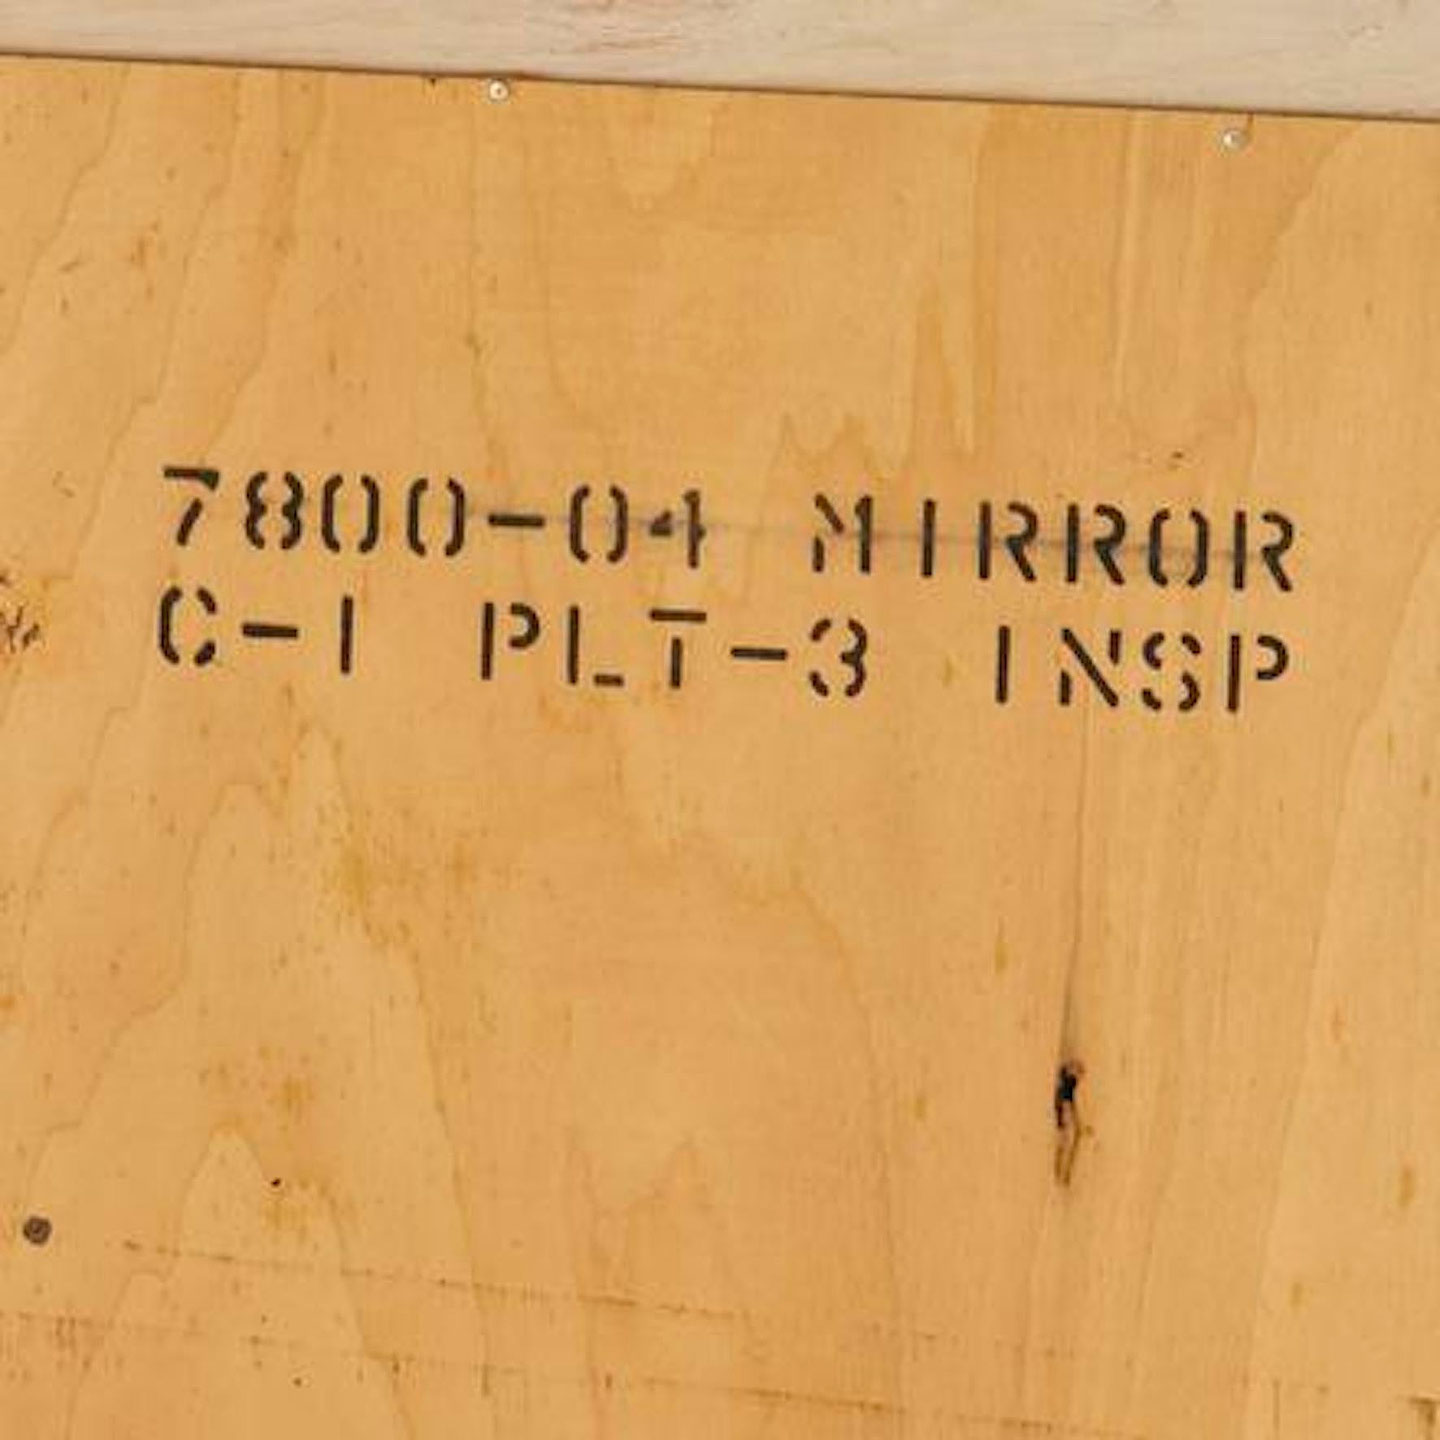 7800-04 MIRROR
C-1 PLT-3 INSP